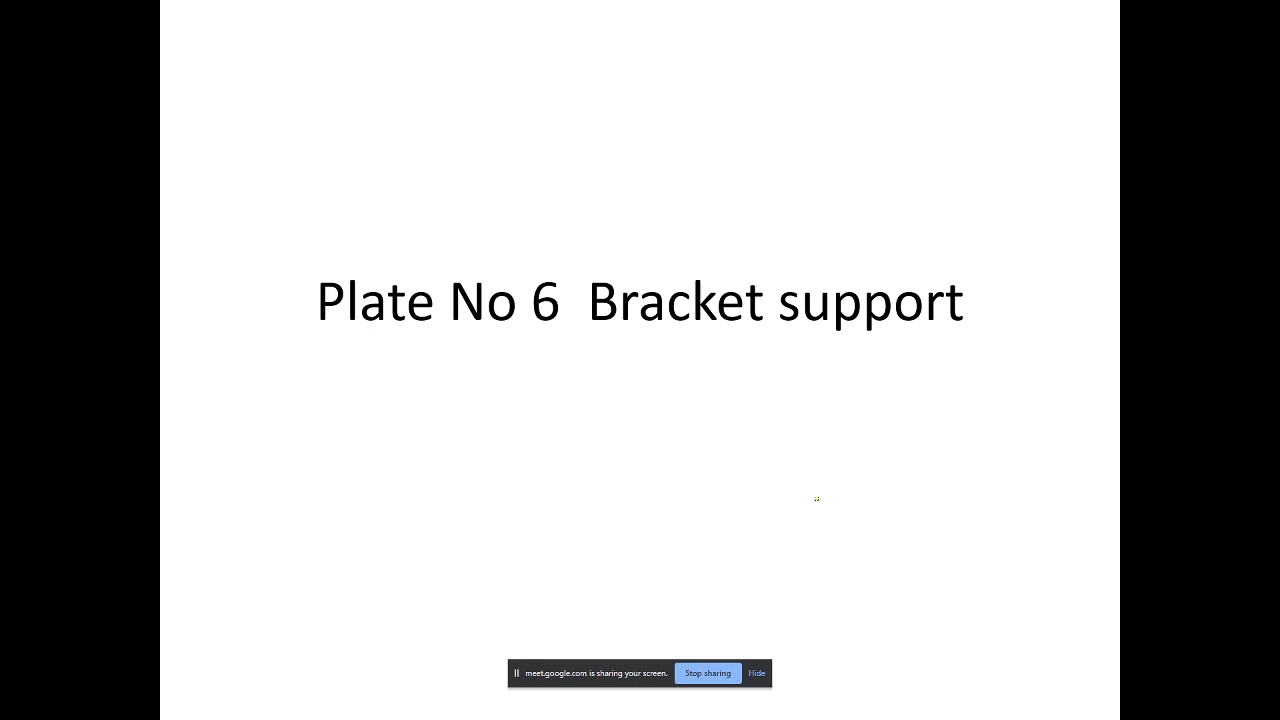 Plate No 6  Bracket support
meet.google.com is sharing your screen. Stop sharing Hide